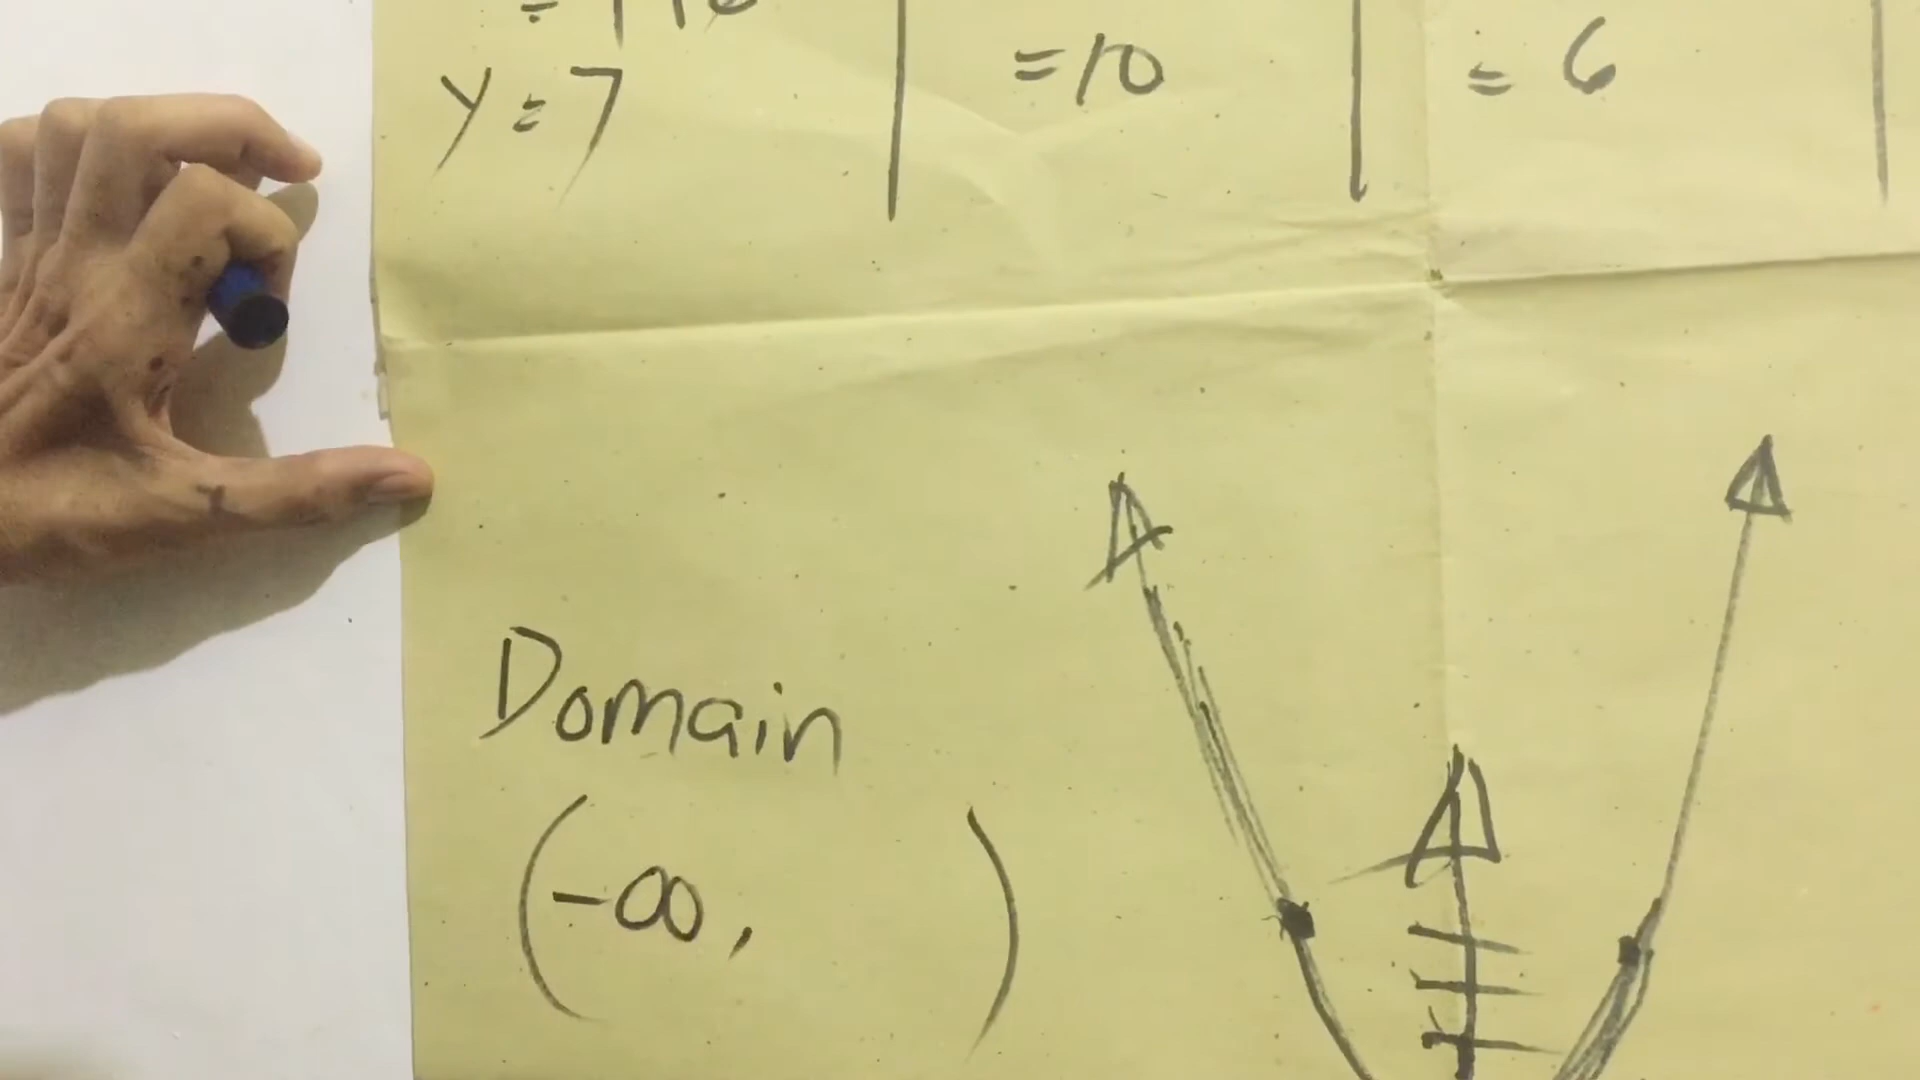 y = 7
= 10
= 6
Domain
(-∞, )